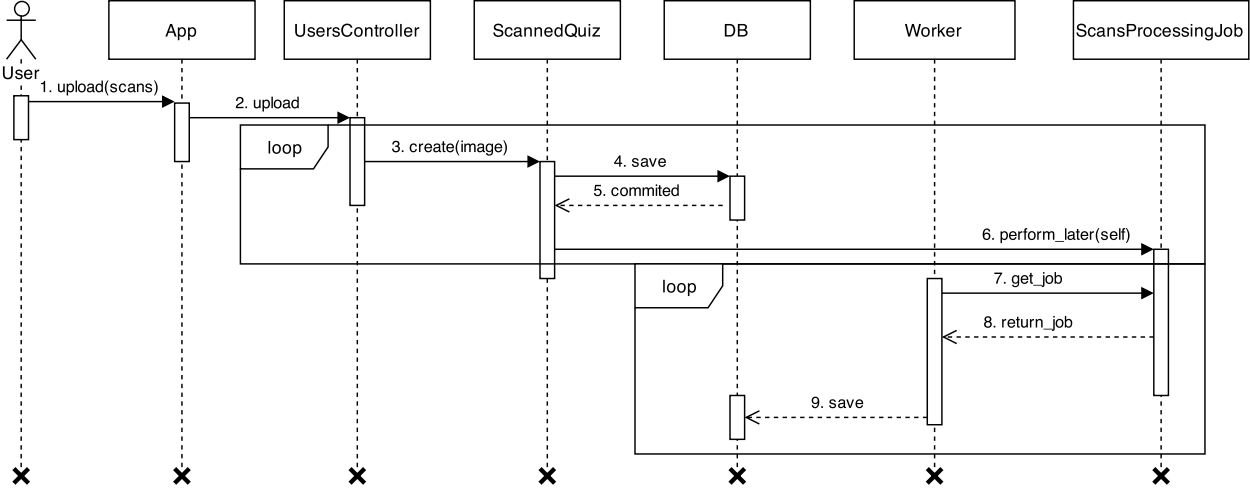 User
App
UsersController
ScannedQuiz
DB
Worker
ScansProcessingJob
1. upload(scans)
2. upload
loop
3. create(image)
4. save
5. commited
6. perform_later(self)
loop
7. get_job
8. return_job
9. save